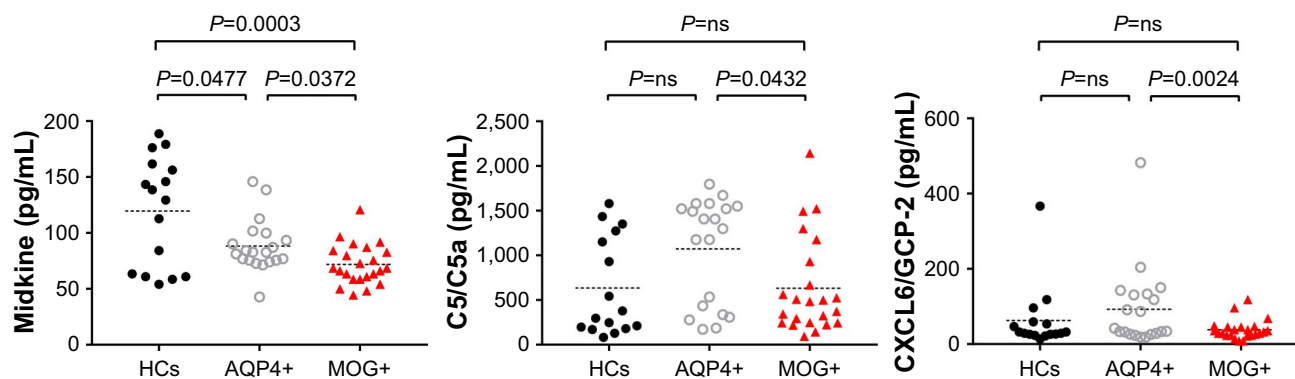 P=0.0003
P=0.0477 P=0.0372
Midkine (pg/mL)
200
150
100
50
0
HCs AQP4+ MOG+
P=ns
P=ns P=0.0432
C5/C5a (pg/mL)
2,500
2,000
1,500
1,000
500
0
HCs AQP4+ MOG+
P=ns
P=ns P=0.0024
CXCL6/GCP-2 (pg/mL)
600
400
200
0
HCs AQP4+ MOG+